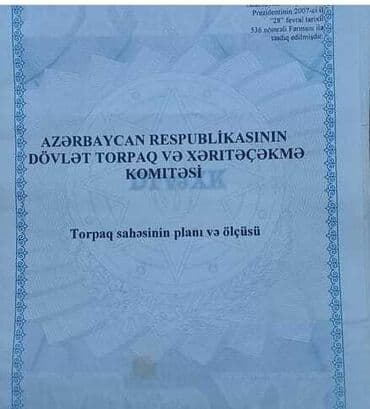 Prezidentinin 2007-ci il
"28" fevral tarixli
536 nömrəli Fərmanı ilə
təsdiq edilmişdir
AZƏRBAYCAN RESPUBLİKASININ
DÖVLƏT TORPAQ VƏ XƏRİTƏÇƏKMƏ
KOMİTƏSİ
Torpaq sahəsinin planı və ölçüsü